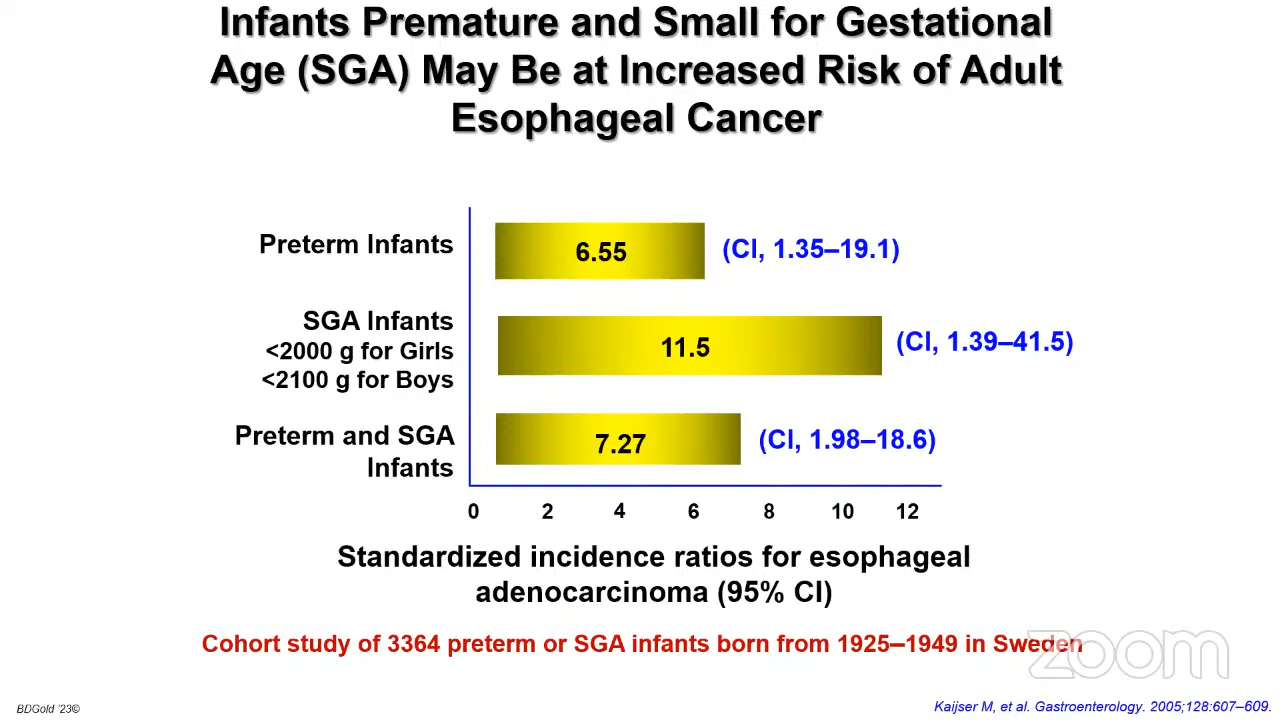 Infants Premature and Small for Gestational
Age (SGA) May Be at Increased Risk of Adult
Esophageal Cancer
Preterm Infants
6.55
(CI, 1.35–19.1)
SGA Infants
<2000 g for Girls
<2100 g for Boys
11.5
(CI, 1.39–41.5)
Preterm and SGA
Infants
7.27
(CI, 1.98–18.6)
0 2 4 6 8 10 12
Standardized incidence ratios for esophageal
adenocarcinoma (95% CI)
Cohort study of 3364 preterm or SGA infants born from 1925–1949 in Sweden
zoom
BDGold ’23©
Kaijser M, et al. Gastroenterology. 2005;128:607–609.